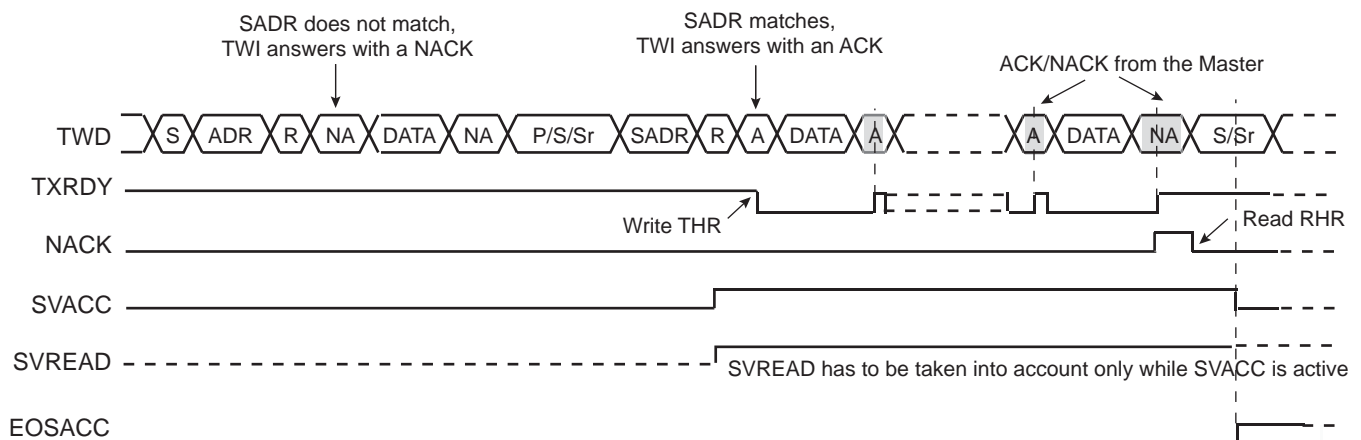 SADR does not match,
TWI answers with a NACK
SADR matches,
TWI answers with an ACK
ACK/NACK from the Master
TWD S ADR R NA DATA NA P/S/Sr SADR R A DATA A A DATA NA S/Sr
TXRDY
Write THR
Read RHR
NACK
SVACC
SVREAD
SVREAD has to be taken into account only while SVACC is active
EOSACC